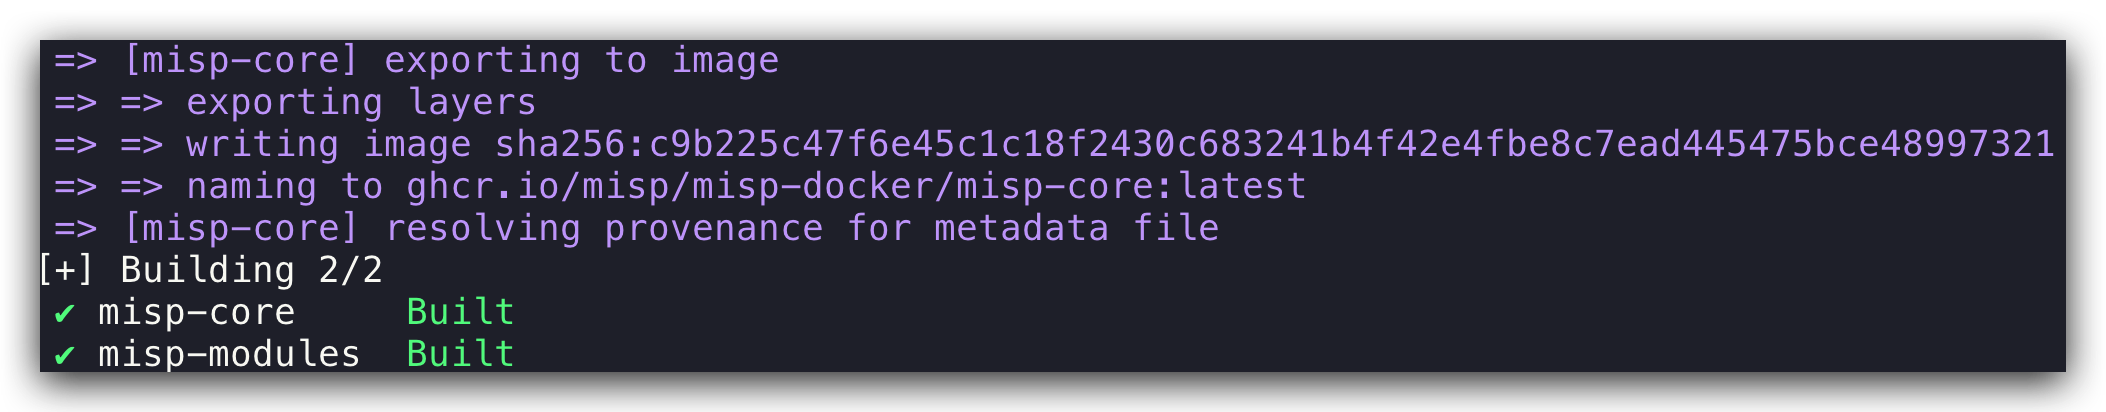 => [misp-core] exporting to image
=> => exporting layers
=> => writing image sha256:c9b225c47f6e45c1c18f2430c683241b4f42e4fbe8c7ead445475bce48997321
=> => naming to ghcr.io/misp/misp-docker/misp-core:latest
=> [misp-core] resolving provenance for metadata file
[+] Building 2/2
✔ misp-core     Built
✔ misp-modules  Built